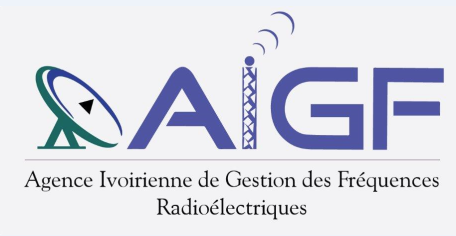 AIGF
Agence Ivoirienne de Gestion des Fréquences
Radioélectriques